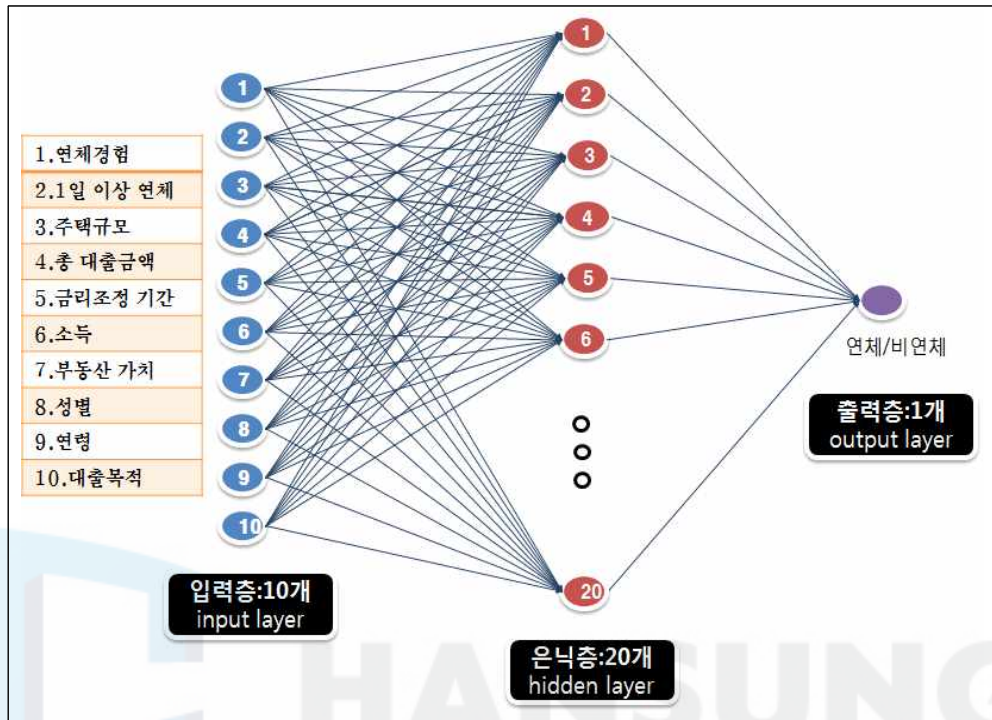 1.연체경험
2.1일 이상 연체
3.주택규모
4.총 대출금액
5.금리조정 기간
6.소득
7.부동산 가치
8.성별
9.연령
10.대출목적
1
2
3
4
5
6
7
8
9
10
입력층:10개
input layer
1
2
3
4
5
6
20
은닉층:20개
hidden layer
연체/비연체
출력층:1개
output layer
HANSUNG